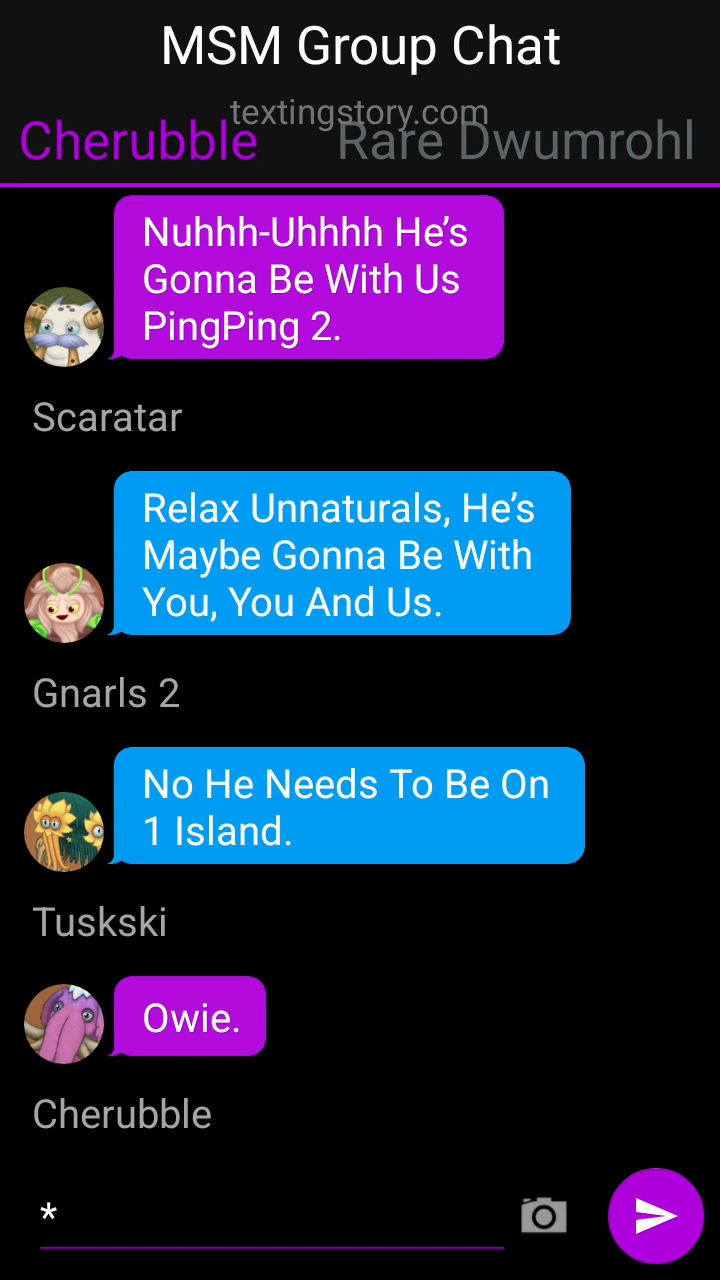 MSM Group Chat
textingstory.com
Cherubble
Rare Dwumrohl
Nuhhh-Uhhhh He’s
Gonna Be With Us
PingPing 2.
Scaratar
Relax Unnaturals, He’s
Maybe Gonna Be With
You, You And Us.
Gnarls 2
No He Needs To Be On
1 Island.
Tuskski
Owie.
Cherubble
*